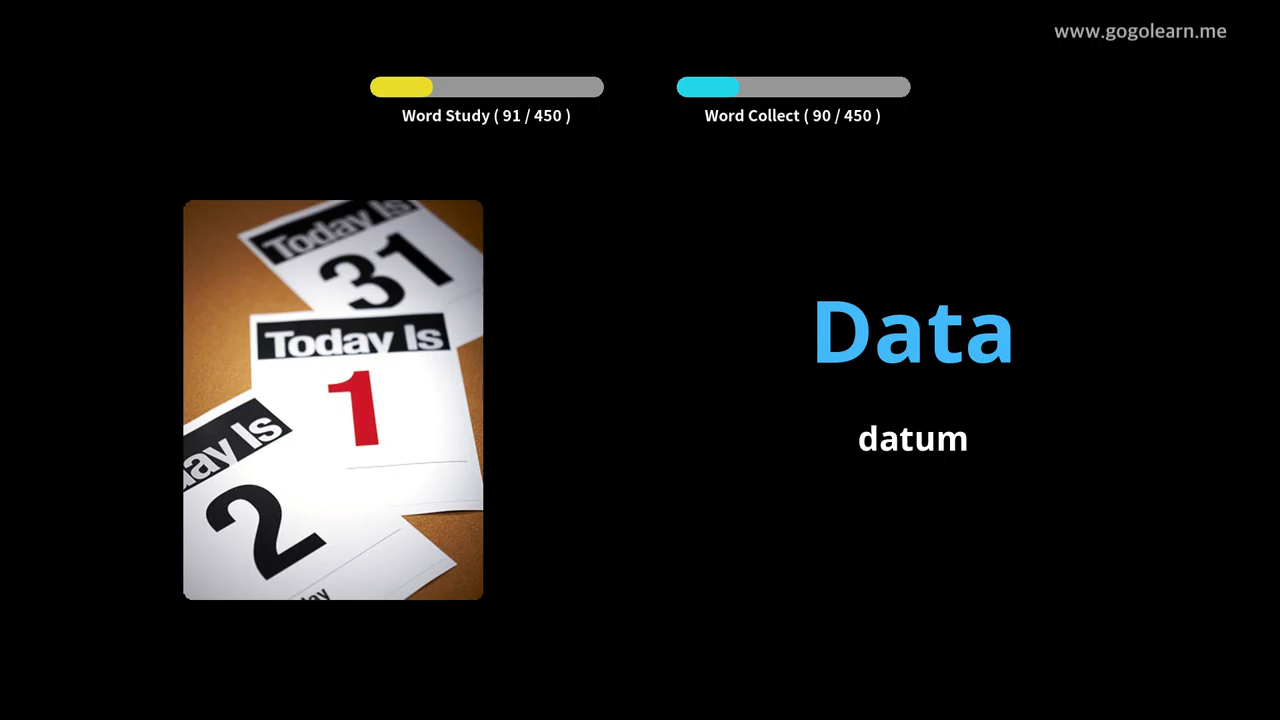 www.gogolearn.me
Word Study ( 91 / 450 )
Word Collect ( 90 / 450 )
Today Is
31
Today Is
1
ay Is
2
Data
datum